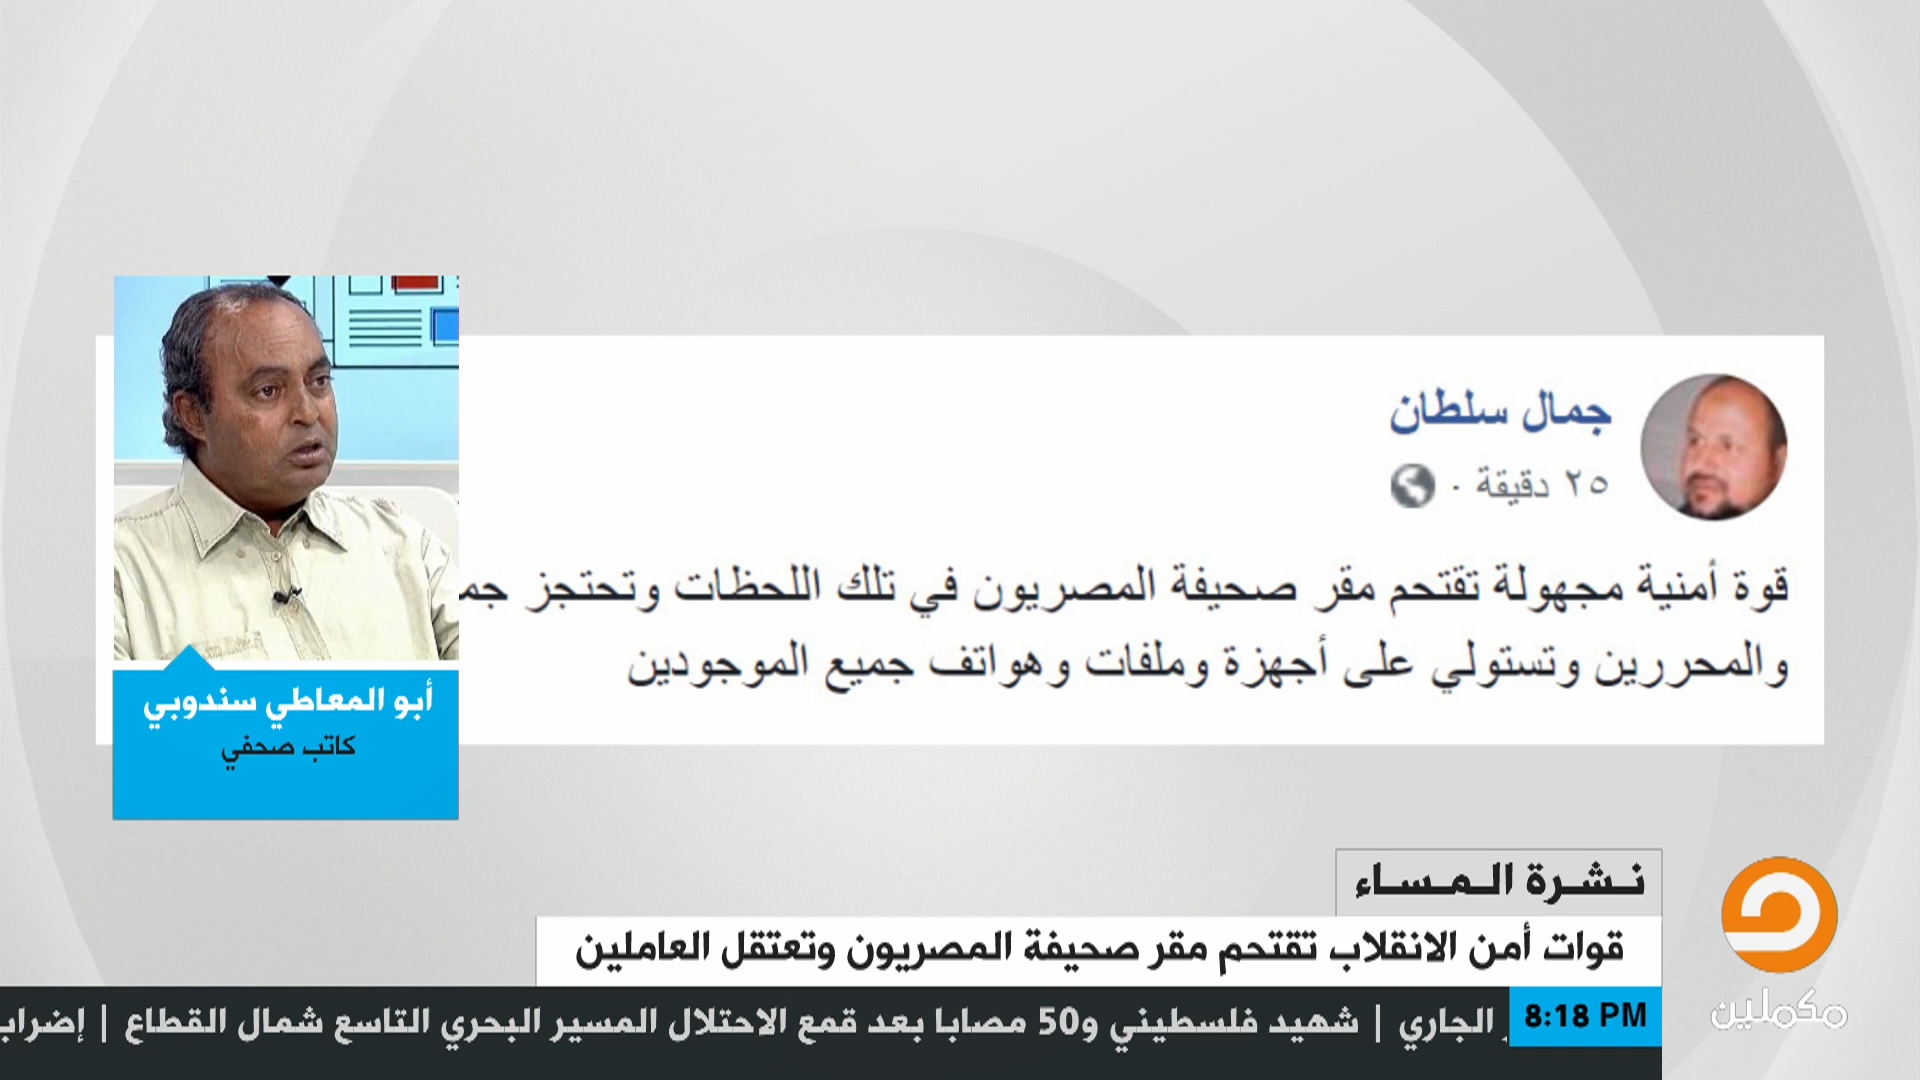 جمال سلطان
٢٥ دقيقة ·
قوة أمنية مجهولة تقتحم مقر صحيفة المصريون في تلك اللحظات وتحتجز
والمحررين وتستولي على أجهزة وملفات وهواتف جميع الموجودين
أبو المعاطي سندوبي
كاتب صحفي
نشرة المساء
قوات أمن الانقلاب تقتحم مقر صحيفة المصريون وتعتقل العاملين
8:18 PM
الجاري | شهيد فلسطيني و50 مصابا بعد قمع الاحتلال المسير البحري التاسع شمال القطاع |
مكملين